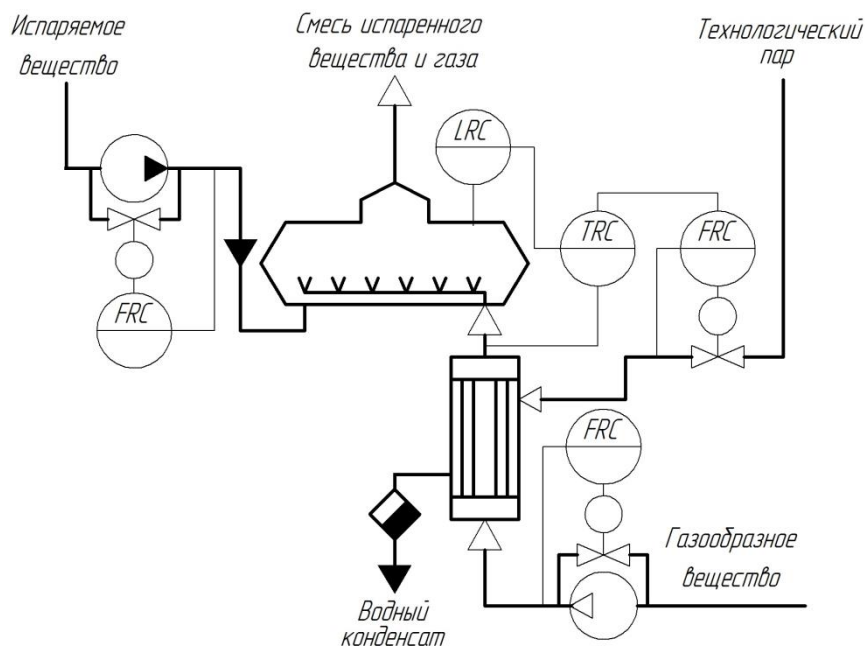 Испаряемое
вещество
Смесь испаренного
вещества и газа
Технологический
пар
LRC
TRC
FRC
FRC
FRC
Газообразное
вещество
Водный
конденсат